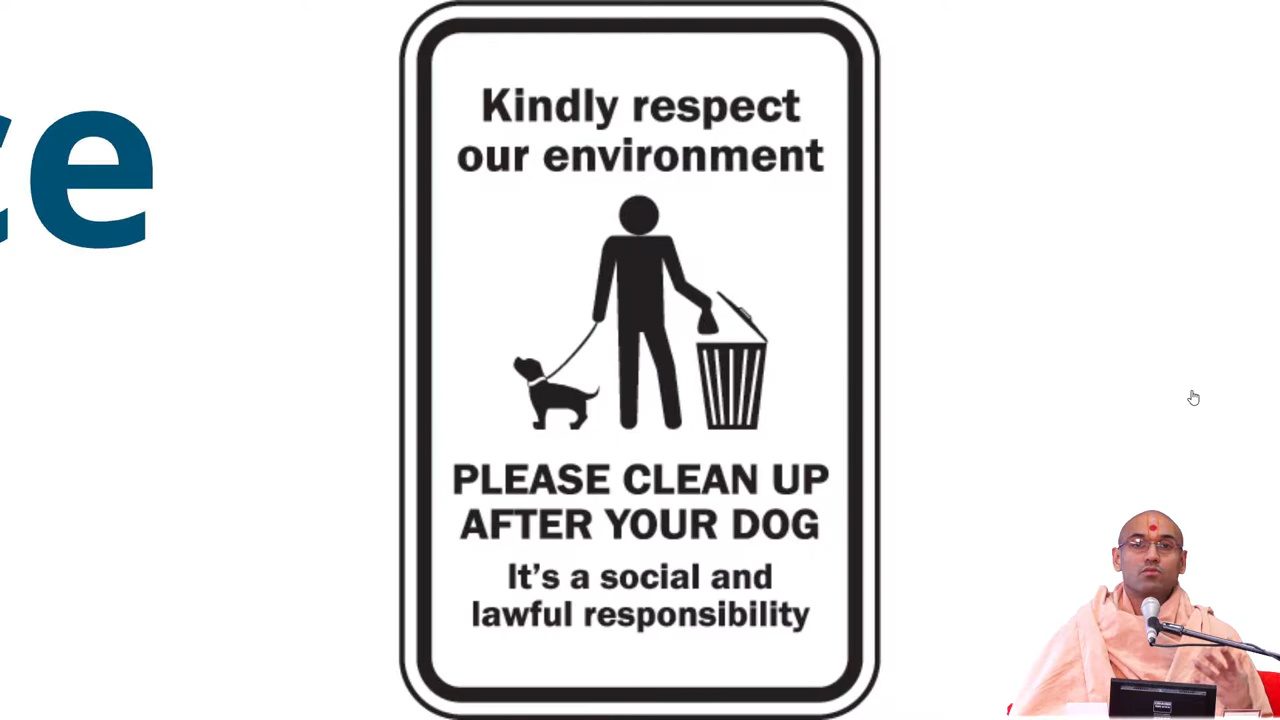 ce
Kindly respect
our environment
PLEASE CLEAN UP
AFTER YOUR DOG
It's a social and
lawful responsibility